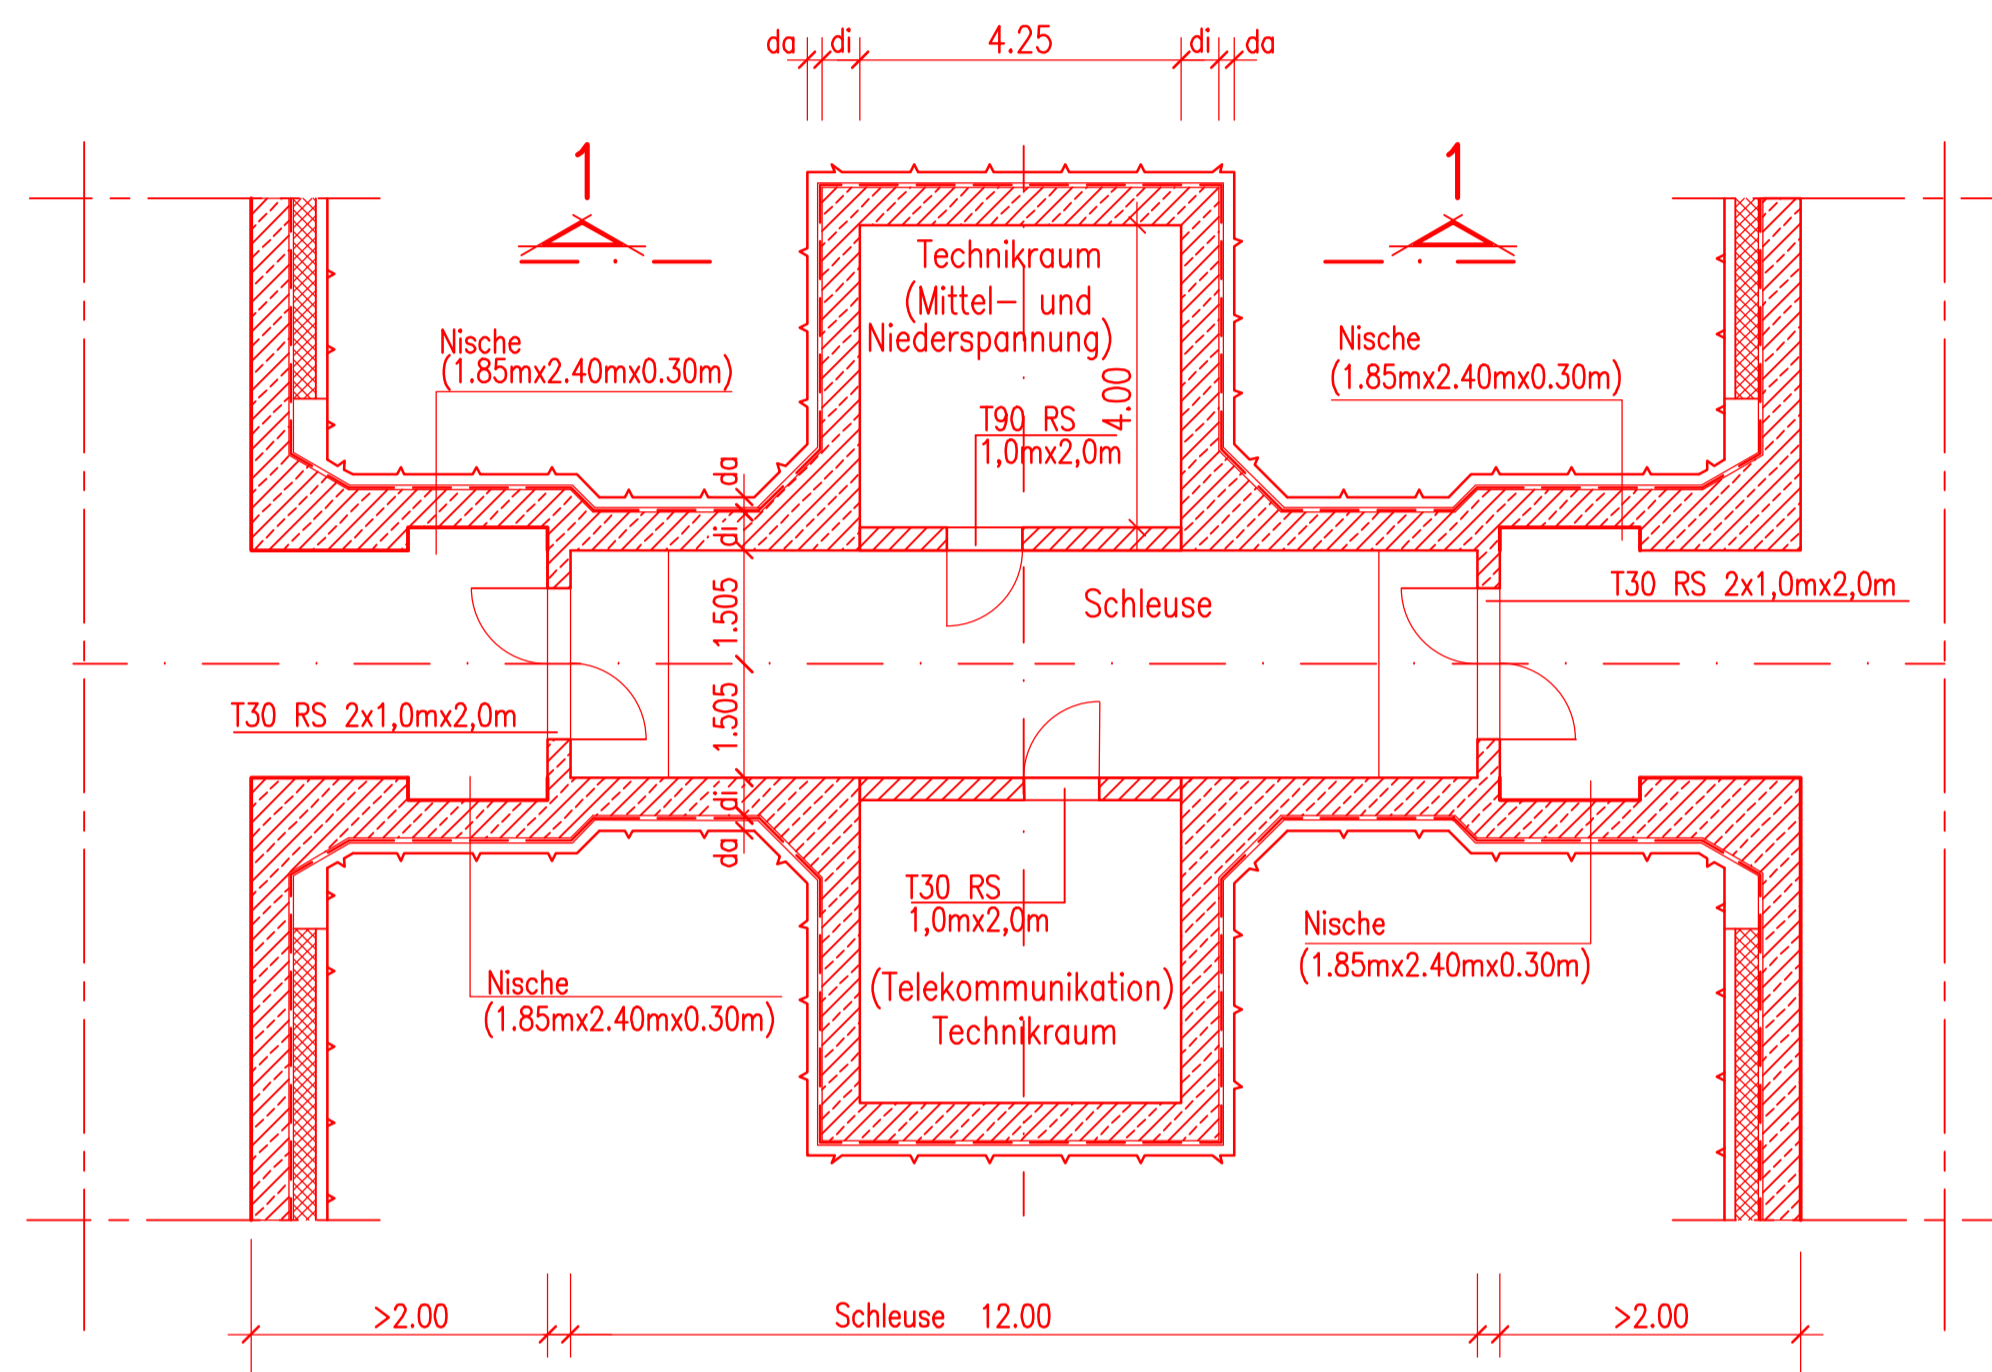 da di 4.25 di da
1 1
Technikraum
(Mittel– und
Niederspannung)
Nische
(1.85mx2.40mx0.30m)
Nische
(1.85mx2.40mx0.30m)
4.00
T90 RS
1,0mx2,0m
da
di
1.505
Schleuse
T30 RS 2x1,0mx2,0m
T30 RS 2x1,0mx2,0m
1.505
di
da
T30 RS
1,0mx2,0m
Nische
(1.85mx2.40mx0.30m)
Nische
(1.85mx2.40mx0.30m)
(Telekommunikation)
Technikraum
>2.00 Schleuse 12.00 >2.00